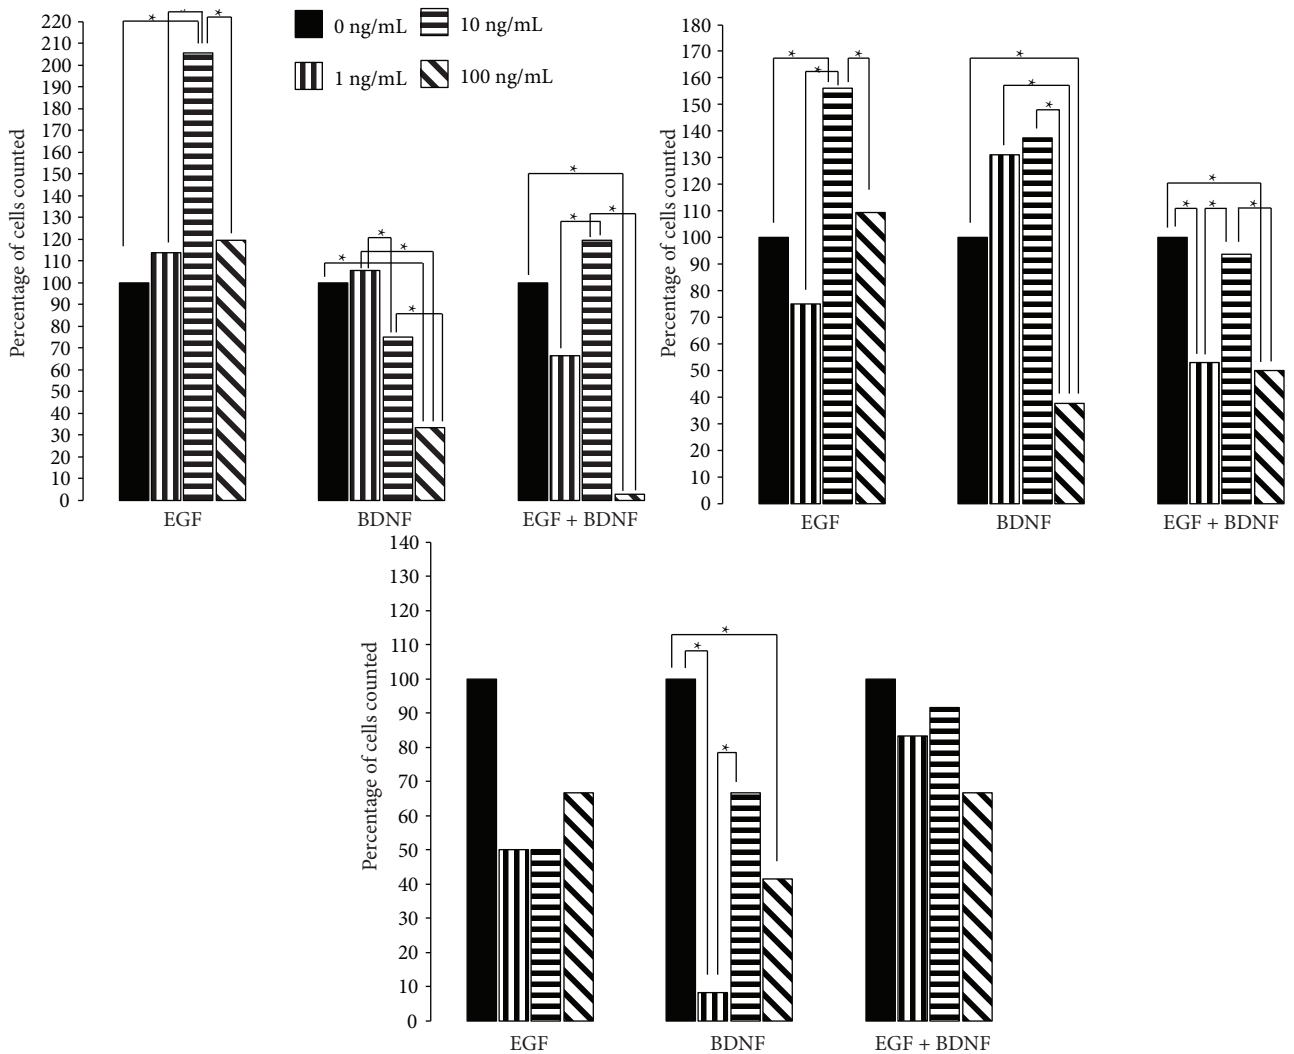 Percentage of cells counted
220
210
200
190
180
170
160
150
140
130
120
110
100
90
80
70
60
50
40
30
20
10
0
0 ng/mL
10 ng/mL
1 ng/mL
100 ng/mL
* * *
* * * *
* * *
EGF
BDNF
EGF + BDNF
Percentage of cells counted
180
170
160
150
140
130
120
110
100
90
80
70
60
50
40
30
20
10
0
* * *
* * *
* * * *
EGF
BDNF
EGF + BDNF
Percentage of cells counted
140
130
120
110
100
90
80
70
60
50
40
30
20
10
0
* * *
EGF
BDNF
EGF + BDNF